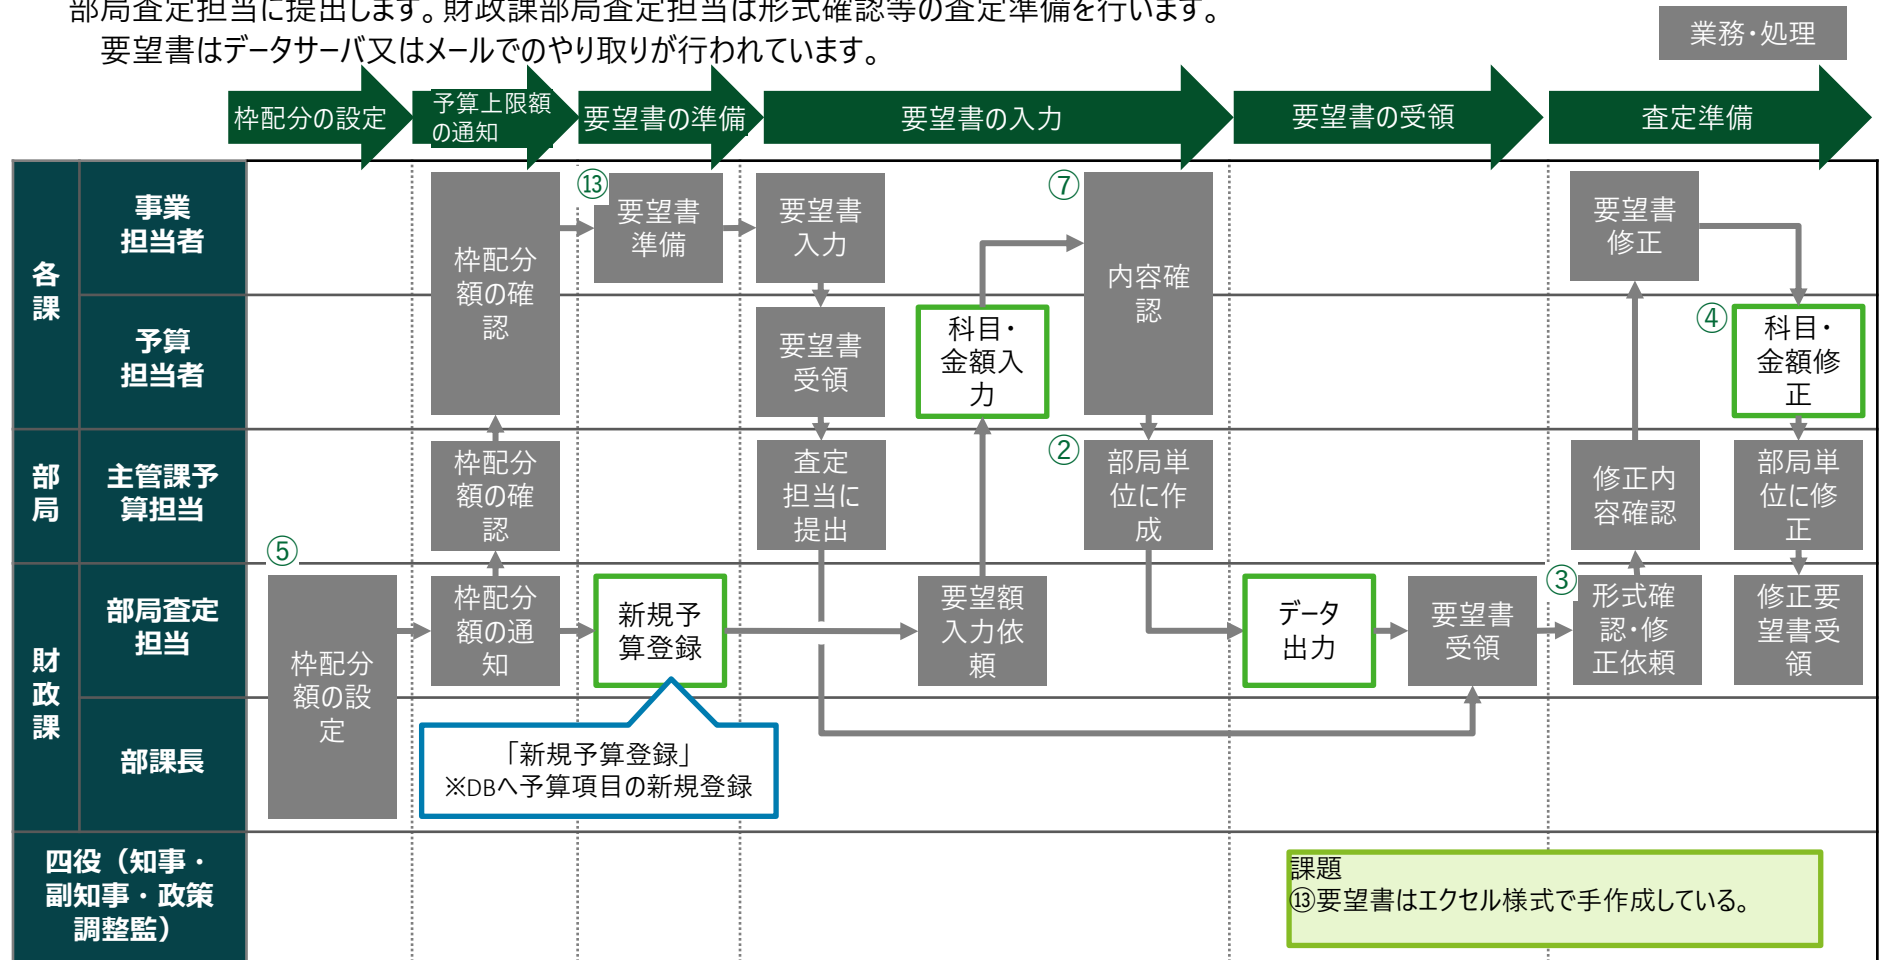 部局査定担当に提出します。財政課部局査定担当は形式確認等の査定準備を行います。
要望書はデータサーバ又はメールでのやり取りが行われています。
業務・処理
枠配分の設定
予算上限額
の通知
要望書の準備
要望書の入力
要望書の受領
査定準備
各
課
事業
担当者
枠配分
額の確
認
⑬
要望書
準備
要望書
入力
⑦
内容確
認
要望書
修正
予算
担当者
要望書
受領
科目・
金額入
力
④
科目・
金額修
正
部
局
主管課予
算担当
枠配分
額の確
認
査定
担当に
提出
②
部局単
位に作
成
修正内
容確認
部局単
位に修
正
財
政
課
部局査定
担当
⑤
枠配分
額の設
定
枠配分
額の通
知
新規予
算登録
要望額
入力依
頼
データ
出力
要望書
受領
③
形式確
認・修
正依頼
修正要
望書受
領
部課長
「新規予算登録」
※DBへ予算項目の新規登録
四役（知事・
副知事・政策
調整監）
課題
⑬要望書はエクセル様式で手作成している。